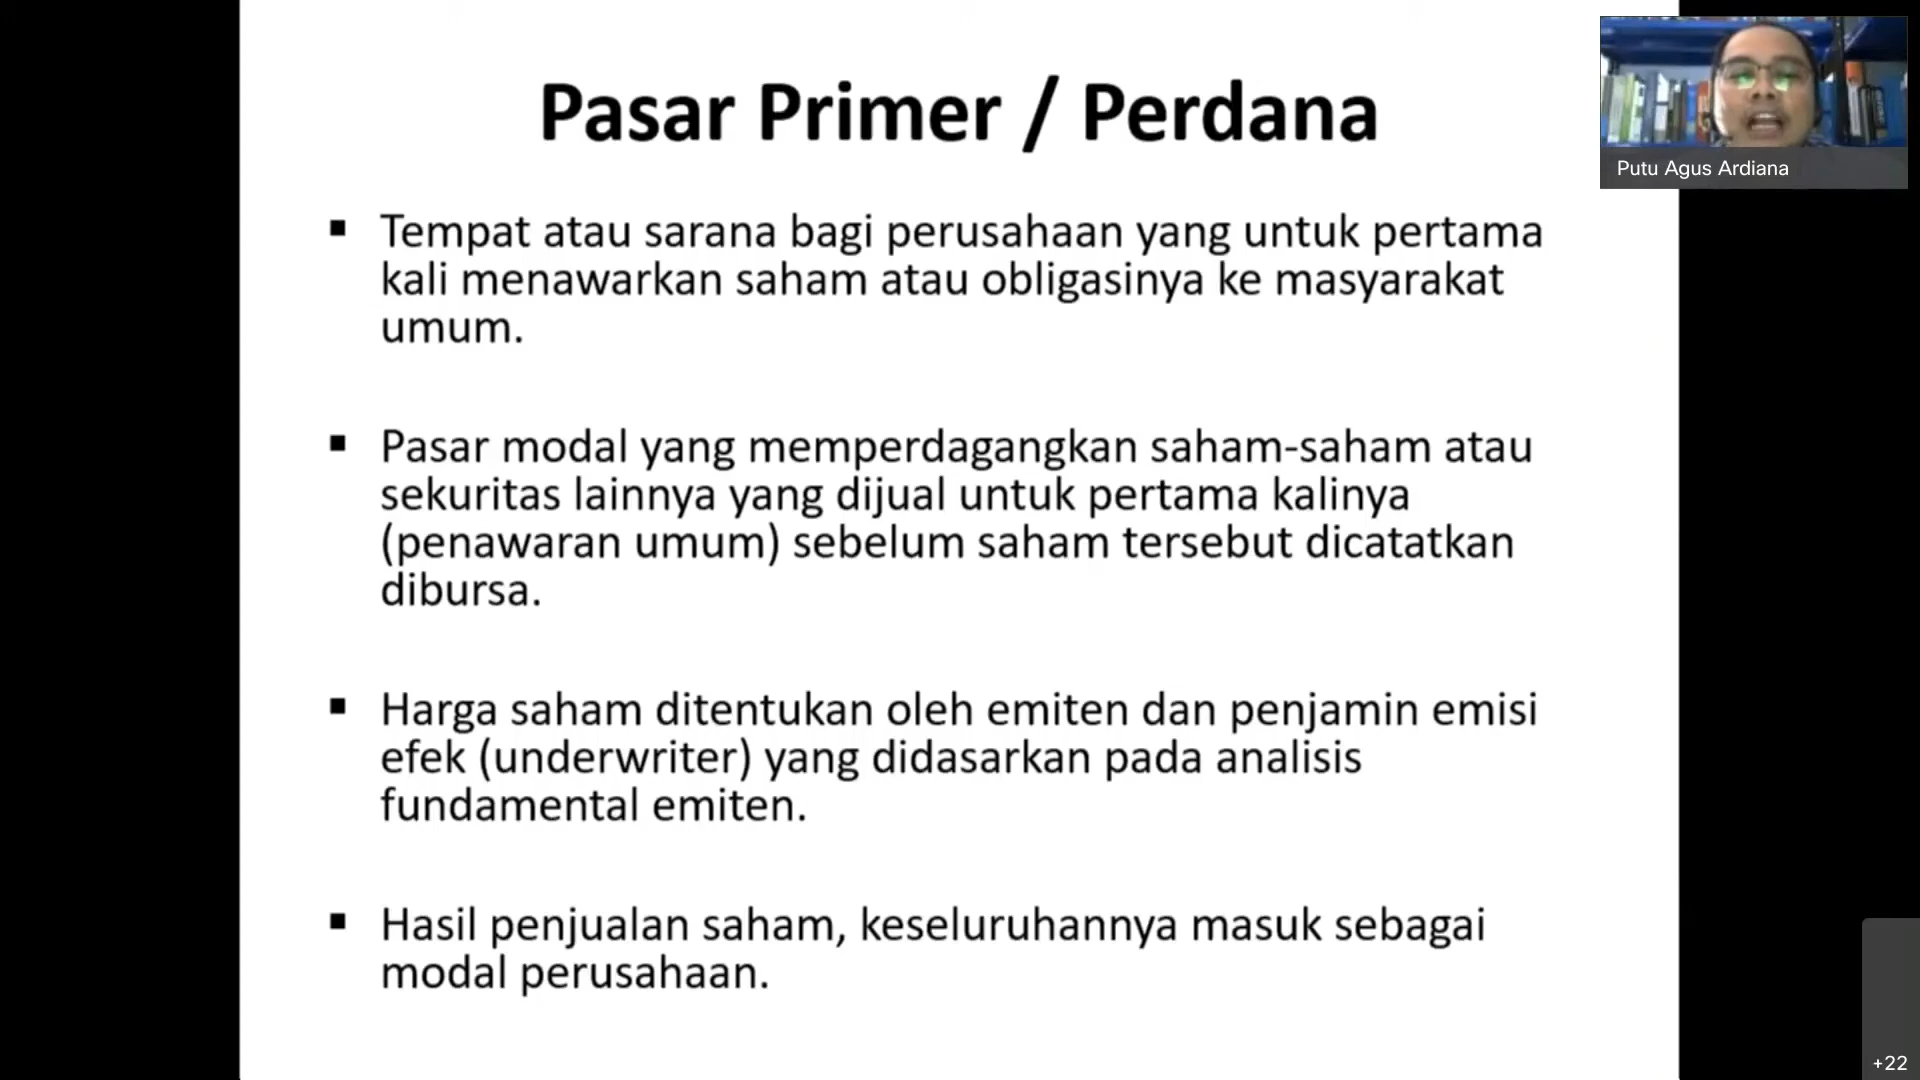 Pasar Primer / Perdana
Putu Agus Ardiana
▪ Tempat atau sarana bagi perusahaan yang untuk pertama
kali menawarkan saham atau obligasinya ke masyarakat
umum.
▪ Pasar modal yang memperdagangkan saham-saham atau
sekuritas lainnya yang dijual untuk pertama kalinya
(penawaran umum) sebelum saham tersebut dicatatkan
dibursa.
▪ Harga saham ditentukan oleh emiten dan penjamin emisi
efek (underwriter) yang didasarkan pada analisis
fundamental emiten.
▪ Hasil penjualan saham, keseluruhannya masuk sebagai
modal perusahaan.
+22